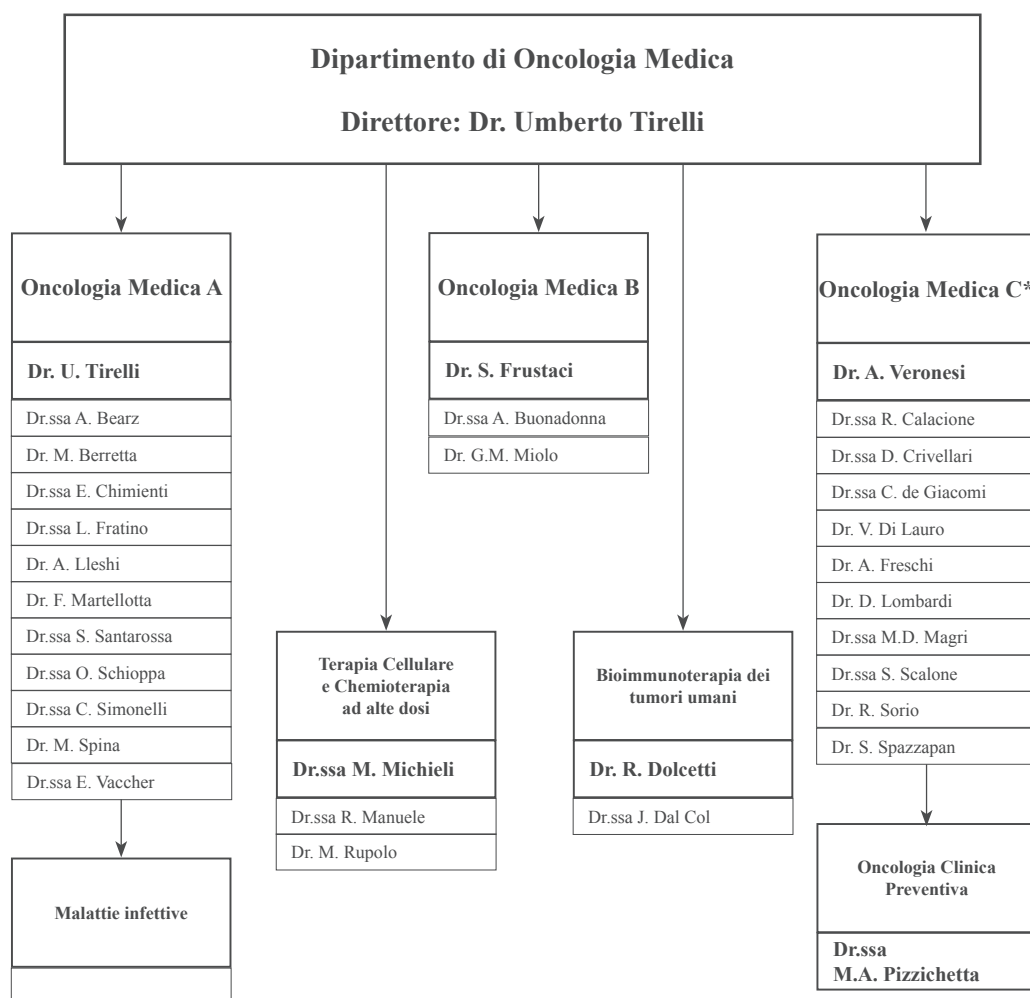 Dipartimento di Oncologia Medica
Direttore: Dr. Umberto Tirelli
Oncologia Medica A
Dr. U. Tirelli
Dr.ssa A. Bearz
Dr. M. Berretta
Dr.ssa E. Chimienti
Dr.ssa L. Fratino
Dr. A. Lleshi
Dr. F. Martellotta
Dr.ssa S. Santarossa
Dr.ssa O. Schioppa
Dr.ssa C. Simonelli
Dr. M. Spina
Dr.ssa E. Vaccher
Malattie infettive
Terapia Cellulare
e Chemioterapia
ad alte dosi
Dr.ssa M. Michieli
Dr.ssa R. Manuele
Dr. M. Rupolo
Oncologia Medica B
Dr. S. Frustaci
Dr.ssa A. Buonadonna
Dr. G.M. Miolo
Bioimmunoterapia dei
tumori umani
Dr. R. Dolcetti
Dr.ssa J. Dal Col
Oncologia Medica C*
Dr. A. Veronesi
Dr.ssa R. Calacione
Dr.ssa D. Crivellari
Dr.ssa C. de Giacomi
Dr. V. Di Lauro
Dr. A. Freschi
Dr. D. Lombardi
Dr.ssa M.D. Magri
Dr.ssa S. Scalone
Dr. R. Sorio
Dr. S. Spazzapan
Oncologia Clinica
Preventiva
Dr.ssa
M.A. Pizzichetta